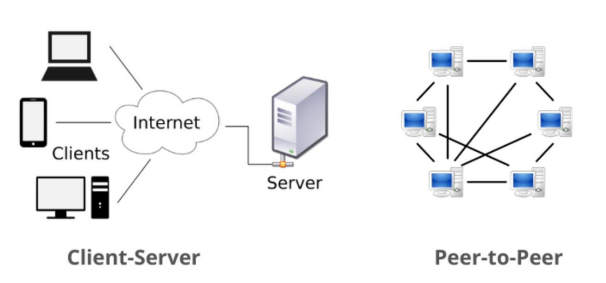 Internet
Clients
Server
Client-Server
Peer-to-Peer